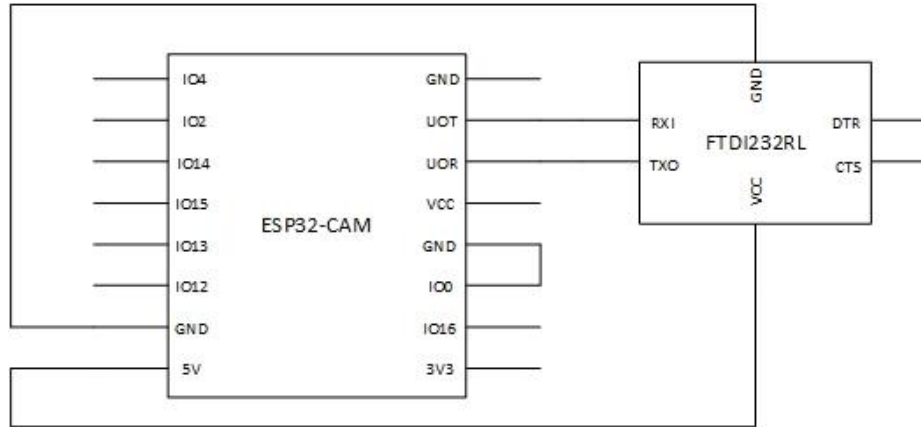 IO4
IO2
IO14
IO15
IO13
IO12
GND
5V
ESP32-CAM
GND
UOT
UOR
VCC
GND
IO0
IO16
3V3
GND
RXI
TXO
FTDI232RL
DTR
CTS
VCC